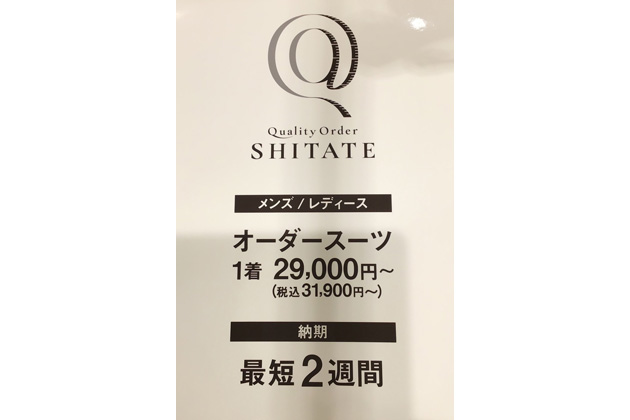 Quality Order
SHITATE
メンズ / レディース
オーダースーツ
1着 29,000円〜
(税込31,900円〜)
納期
最短2週間